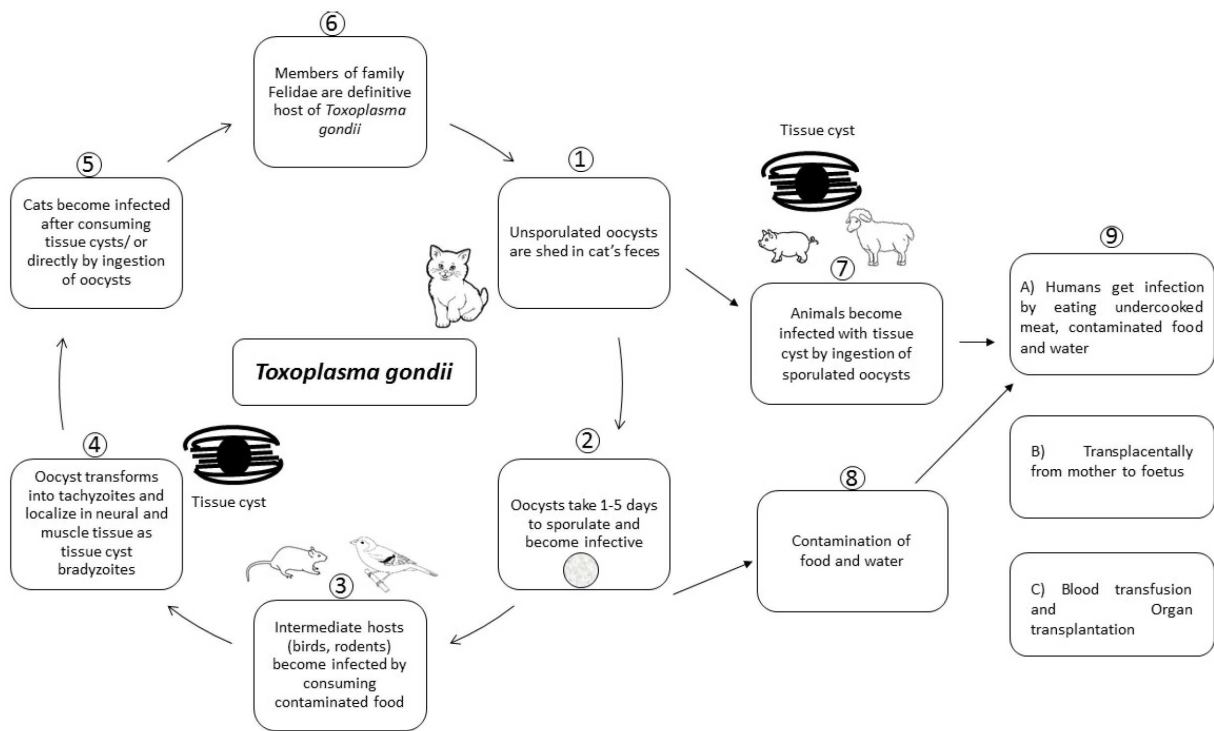 ⑥
Members of family
Felidae are definitive
host of Toxoplasma
gondii
①
Unsporulated oocysts
are shed in cat’s feces
⑤
Cats become infected
after consuming
tissue cysts/ or
directly by ingestion
of oocysts
Toxoplasma gondii
Tissue cyst
⑦
Animals become
infected with tissue
cyst by ingestion of
sporulated oocysts
⑨
A) Humans get infection
by eating undercooked
meat, contaminated food
and water
④
Oocyst transforms
into tachyzoites and
localize in neural and
muscle tissue as
tissue cyst
bradyzoites
Tissue cyst
②
Oocysts take 1-5 days
to sporulate and
become infective
③
Intermediate hosts
(birds, rodents)
become infected by
consuming
contaminated food
⑧
Contamination of
food and water
B) Transplacentally
from mother to foetus
C) Blood transfusion
and Organ
transplantation